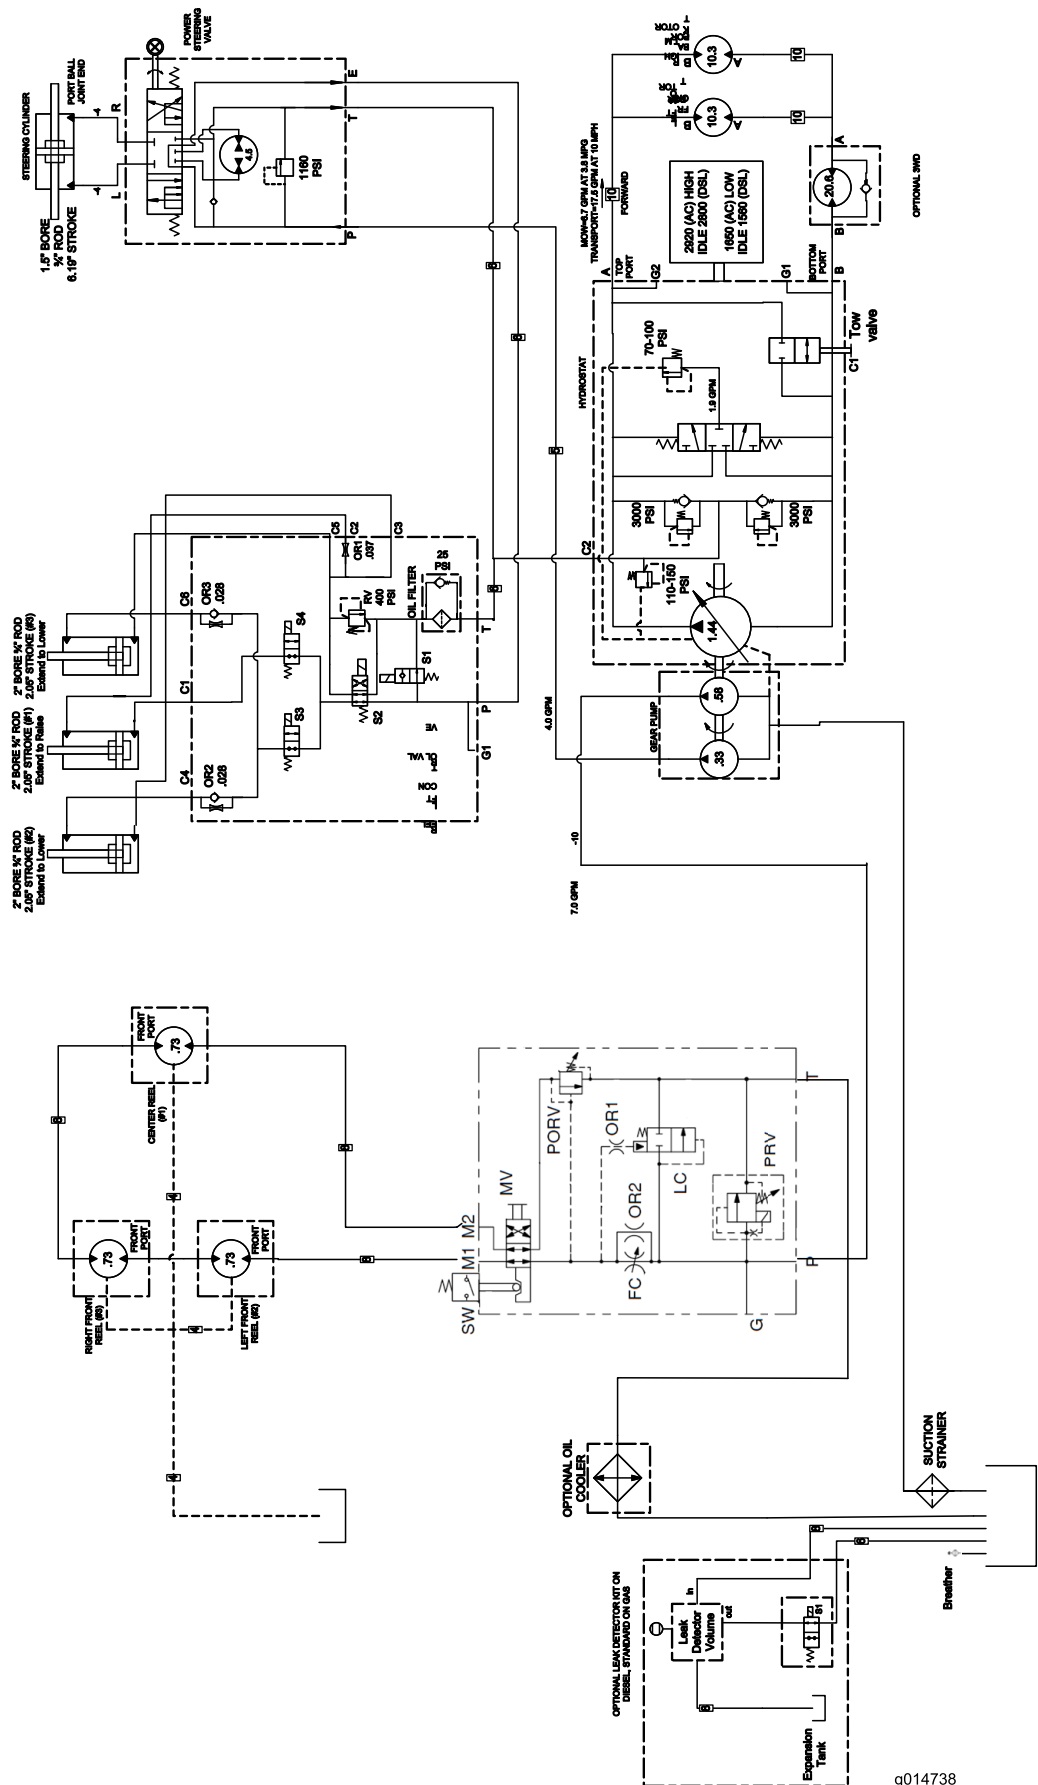 STEERING CYLINDER
PORT BALL
JOINT END
POWER
STEERING
VALVE
-4
-4
R
L
1.5" BORE
¾" ROD
6.19" STROKE
4.5
1160
PSI
E
T
P
10.3
10.3
B
A
B
A
10
10
MOW=6.7 GPM AT 3.8 MPG
TRANSPORT=17.5 GPM AT 10 MPH
10
FORWARD
2920 (AC) HIGH
IDLE 2800 (DSL)
1650 (AC) LOW
IDLE 1560 (DSL)
A
20.6
B
OPTIONAL 3WD
A
TOP
PORT
G2
G1
BOTTOM
PORT
B
HYDROSTAT
70-100
PSI
1.9 GPM
Tow
valve
C1
3000
PSI
3000
PSI
C2
110-150
PSI
1.44
GEAR PUMP
.58
.33
4.0 GPM
-10
7.0 GPM
2" BORE ¾" ROD
2.05" STROKE (#3)
Extend to Lower
2" BORE ¾" ROD
2.05" STROKE (#1)
Extend to Raise
2" BORE ¾" ROD
2.05" STROKE (#2)
Extend to Lower
C6
C1
C4
OR3
.028
OR2
.028
C5
C2
C3
OR1
.037
RV
400
PSI
OIL FILTER
25
PSI
S4
S3
S2
S1
T
P
G1
FRONT
PORT
.73
CENTER REEL
(#1)
.73
FRONT
PORT
RIGHT FRONT
REEL (#3)
.73
FRONT
PORT
LEFT FRONT
REEL (#2)
SW
M1
M2
MV
PORV
OR1
OR2
FC
LC
PRV
T
P
G
OPTIONAL OIL
COOLER
SUCTION
STRAINER
Breather
OPTIONAL LEAK DETECTOR KIT ON
DIESEL, STANDARD ON GAS
Leak
Detector
Volume
in
out
S1
Expansion
Tank
g014738